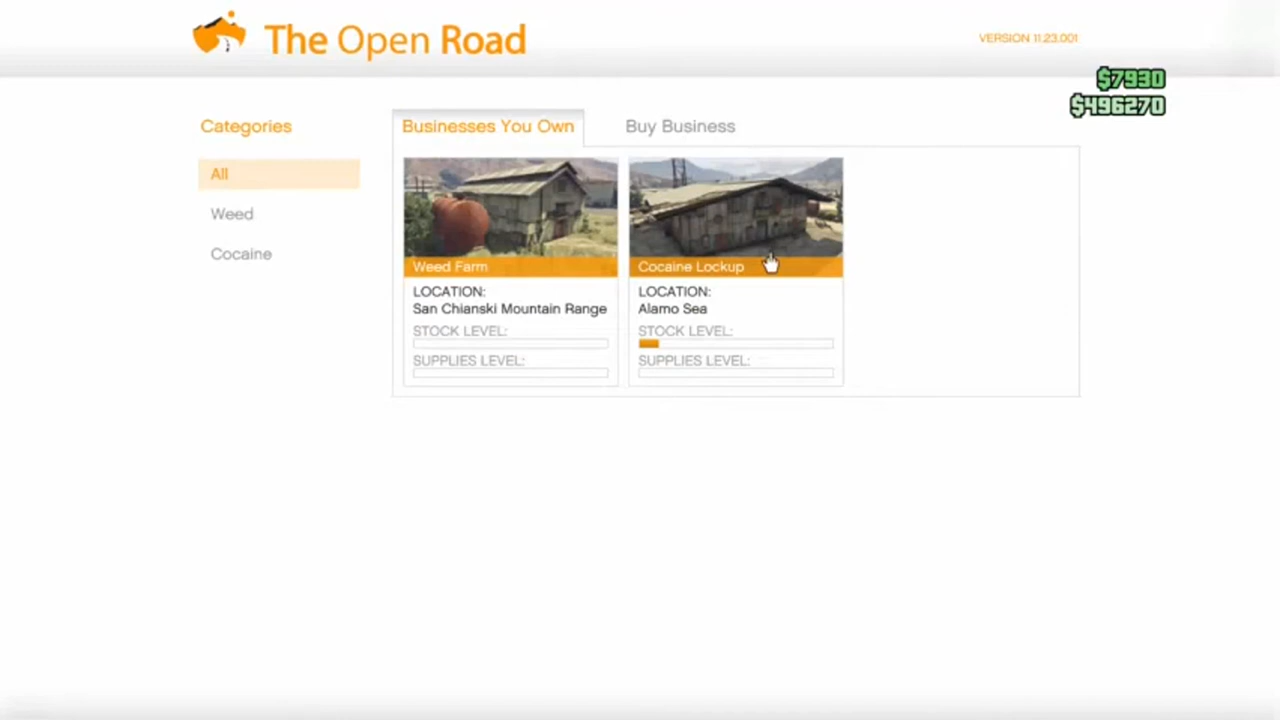 The Open Road
VERSION 11.23.001
$7930
$496270
Categories
All
Weed
Cocaine
Businesses You Own
Buy Business
Weed Farm
LOCATION:
San Chianski Mountain Range
STOCK LEVEL:
SUPPLIES LEVEL:
Cocaine Lockup
LOCATION:
Alamo Sea
STOCK LEVEL:
SUPPLIES LEVEL: